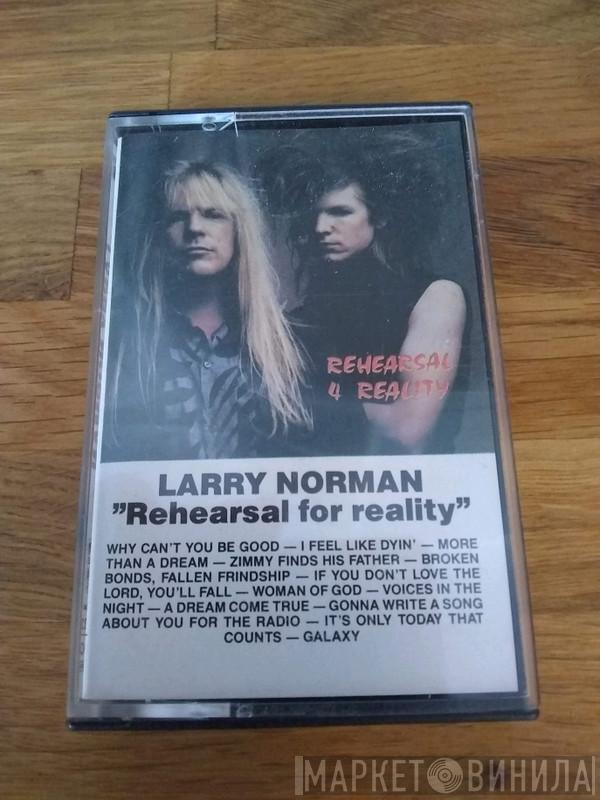 REHEARSAL
4 REALITY
LARRY NORMAN
"Rehearsal for reality"
WHY CAN'T YOU BE GOOD — I FEEL LIKE DYIN' — MORE
THAN A DREAM — ZIMMY FINDS HIS FATHER — BROKEN
BONDS, FALLEN FRINDSHIP — IF YOU DON'T LOVE THE
LORD, YOU'LL FALL — WOMAN OF GOD — VOICES IN THE
NIGHT — A DREAM COME TRUE — GONNA WRITE A SONG
ABOUT YOU FOR THE RADIO — IT'S ONLY TODAY THAT
COUNTS — GALAXY
МАРКЕТ ВИНИЛА